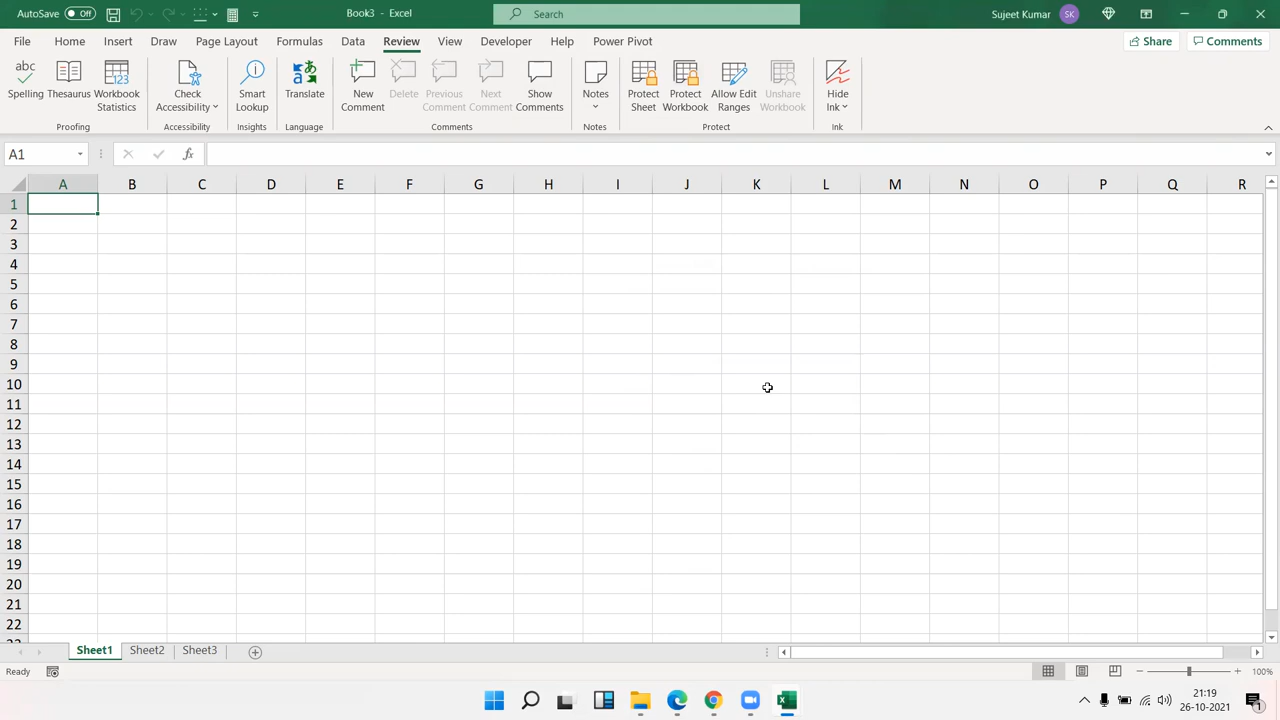 AutoSave Off Book3 - Excel Search Sujeet Kumar SK
File Home Insert Draw Page Layout Formulas Data Review View Developer Help Power Pivot Share Comments
abc
Spelling Thesaurus Workbook Statistics Check Accessibility Smart Lookup Translate New Comment Delete Previous Comment Next Comment Show Comments Notes Protect Sheet Protect Workbook Allow Edit Ranges Unshare Workbook Hide Ink
Proofing Accessibility Insights Language Comments Notes Protect Ink
A1 fx
A B C D E F G H I J K L M N O P Q R
1
2
3
4
5
6
7
8
9
10
11
12
13
14
15
16
17
18
19
20
21
22
Sheet1 Sheet2 Sheet3
Ready 100%
21:19
26-10-2021
1